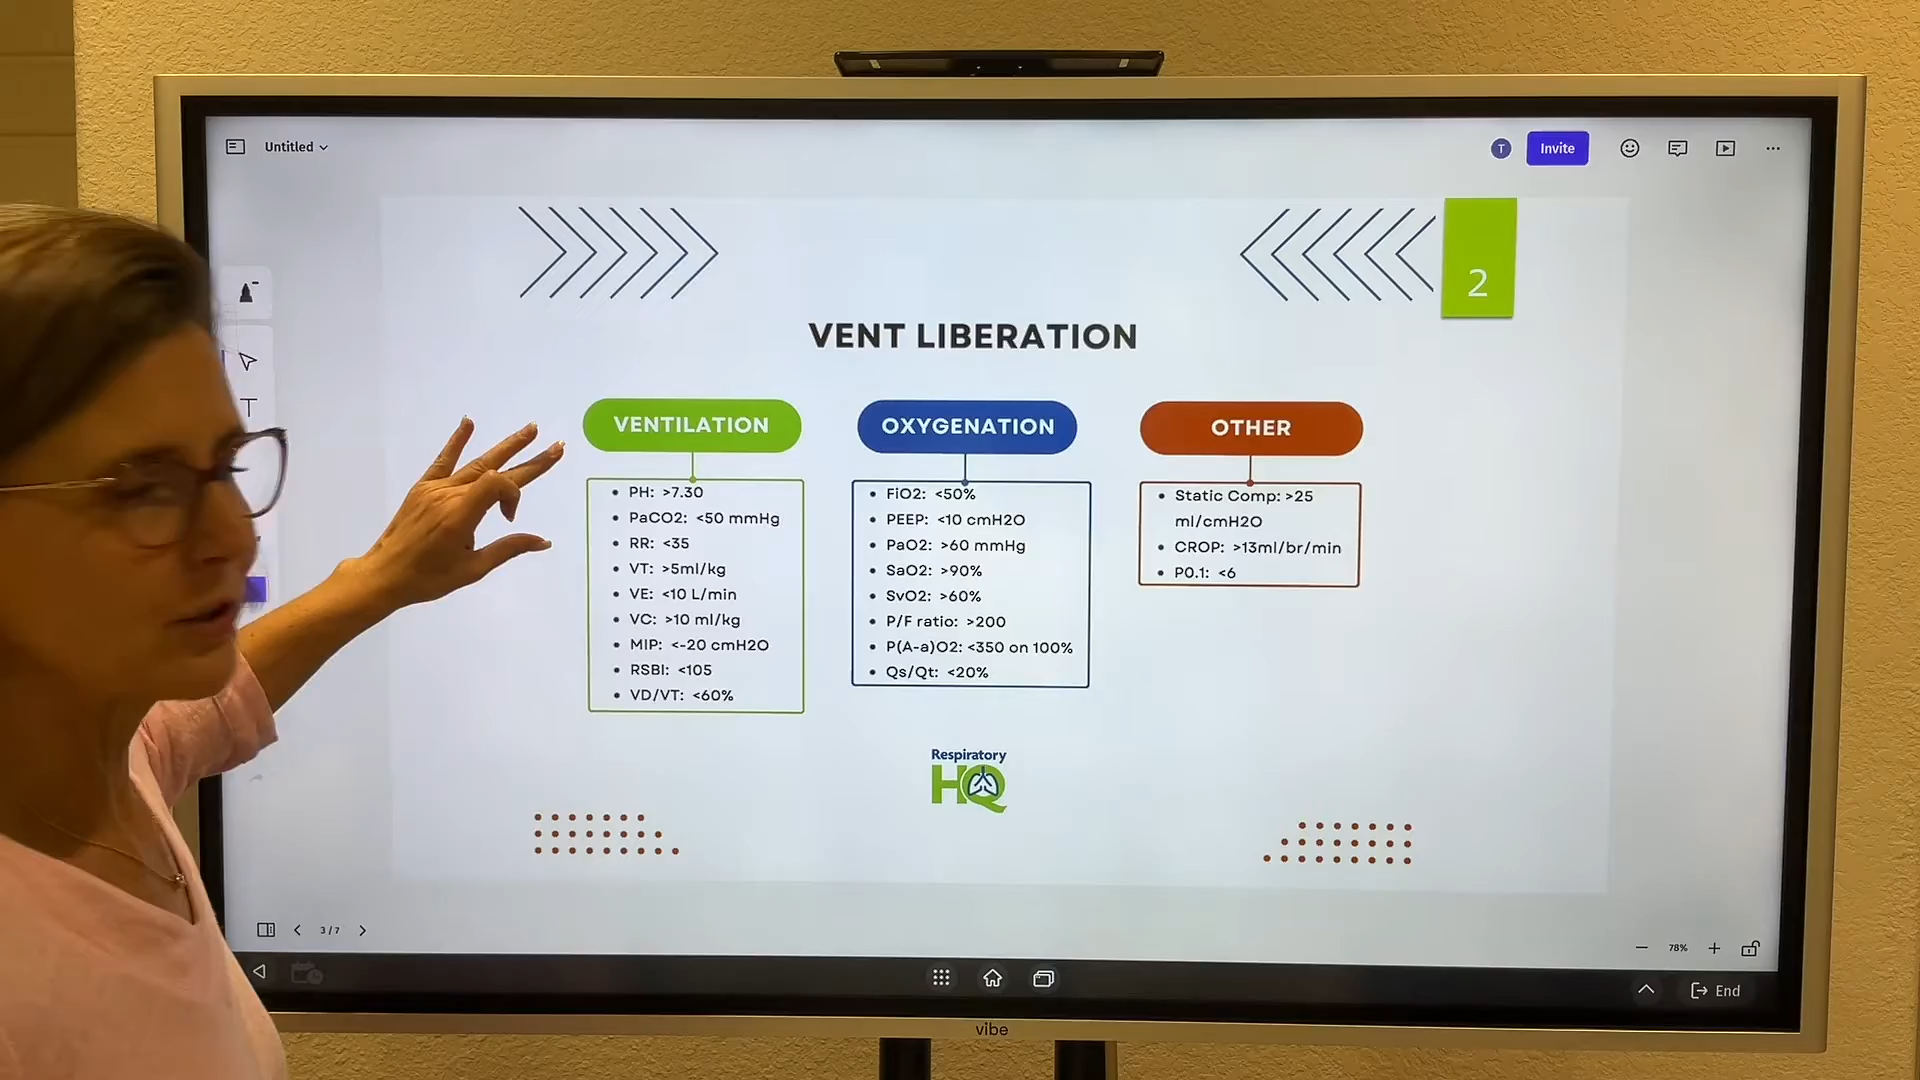 Untitled
T
Invite
2
VENT LIBERATION
VENTILATION
PH: >7.30
PaCO2: <50 mmHg
RR: <35
VT: >5ml/kg
VE: <10 L/min
VC: >10 ml/kg
MIP: <-20 cmH2O
RSBI: <105
VD/VT: <60%
OXYGENATION
FiO2: <50%
PEEP: <10 cmH2O
PaO2: >60 mmHg
SaO2: >90%
SvO2: >60%
P/F ratio: >200
P(A-a)O2: <350 on 100%
Qs/Qt: <20%
OTHER
Static Comp: >25
ml/cmH2O
CROP: >13ml/br/min
P0.1: <6
Respiratory
HQ
T
3/7
78%
End
vibe